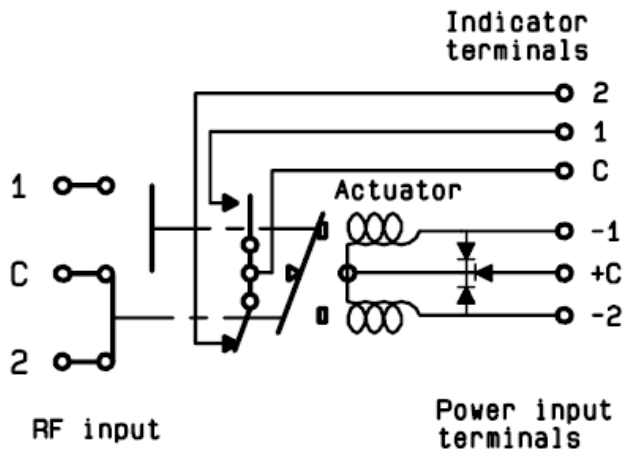 Indicator
terminals
2
1
C
Actuator
1
-1
C
+C
-2
2
RF input
Power input
terminals